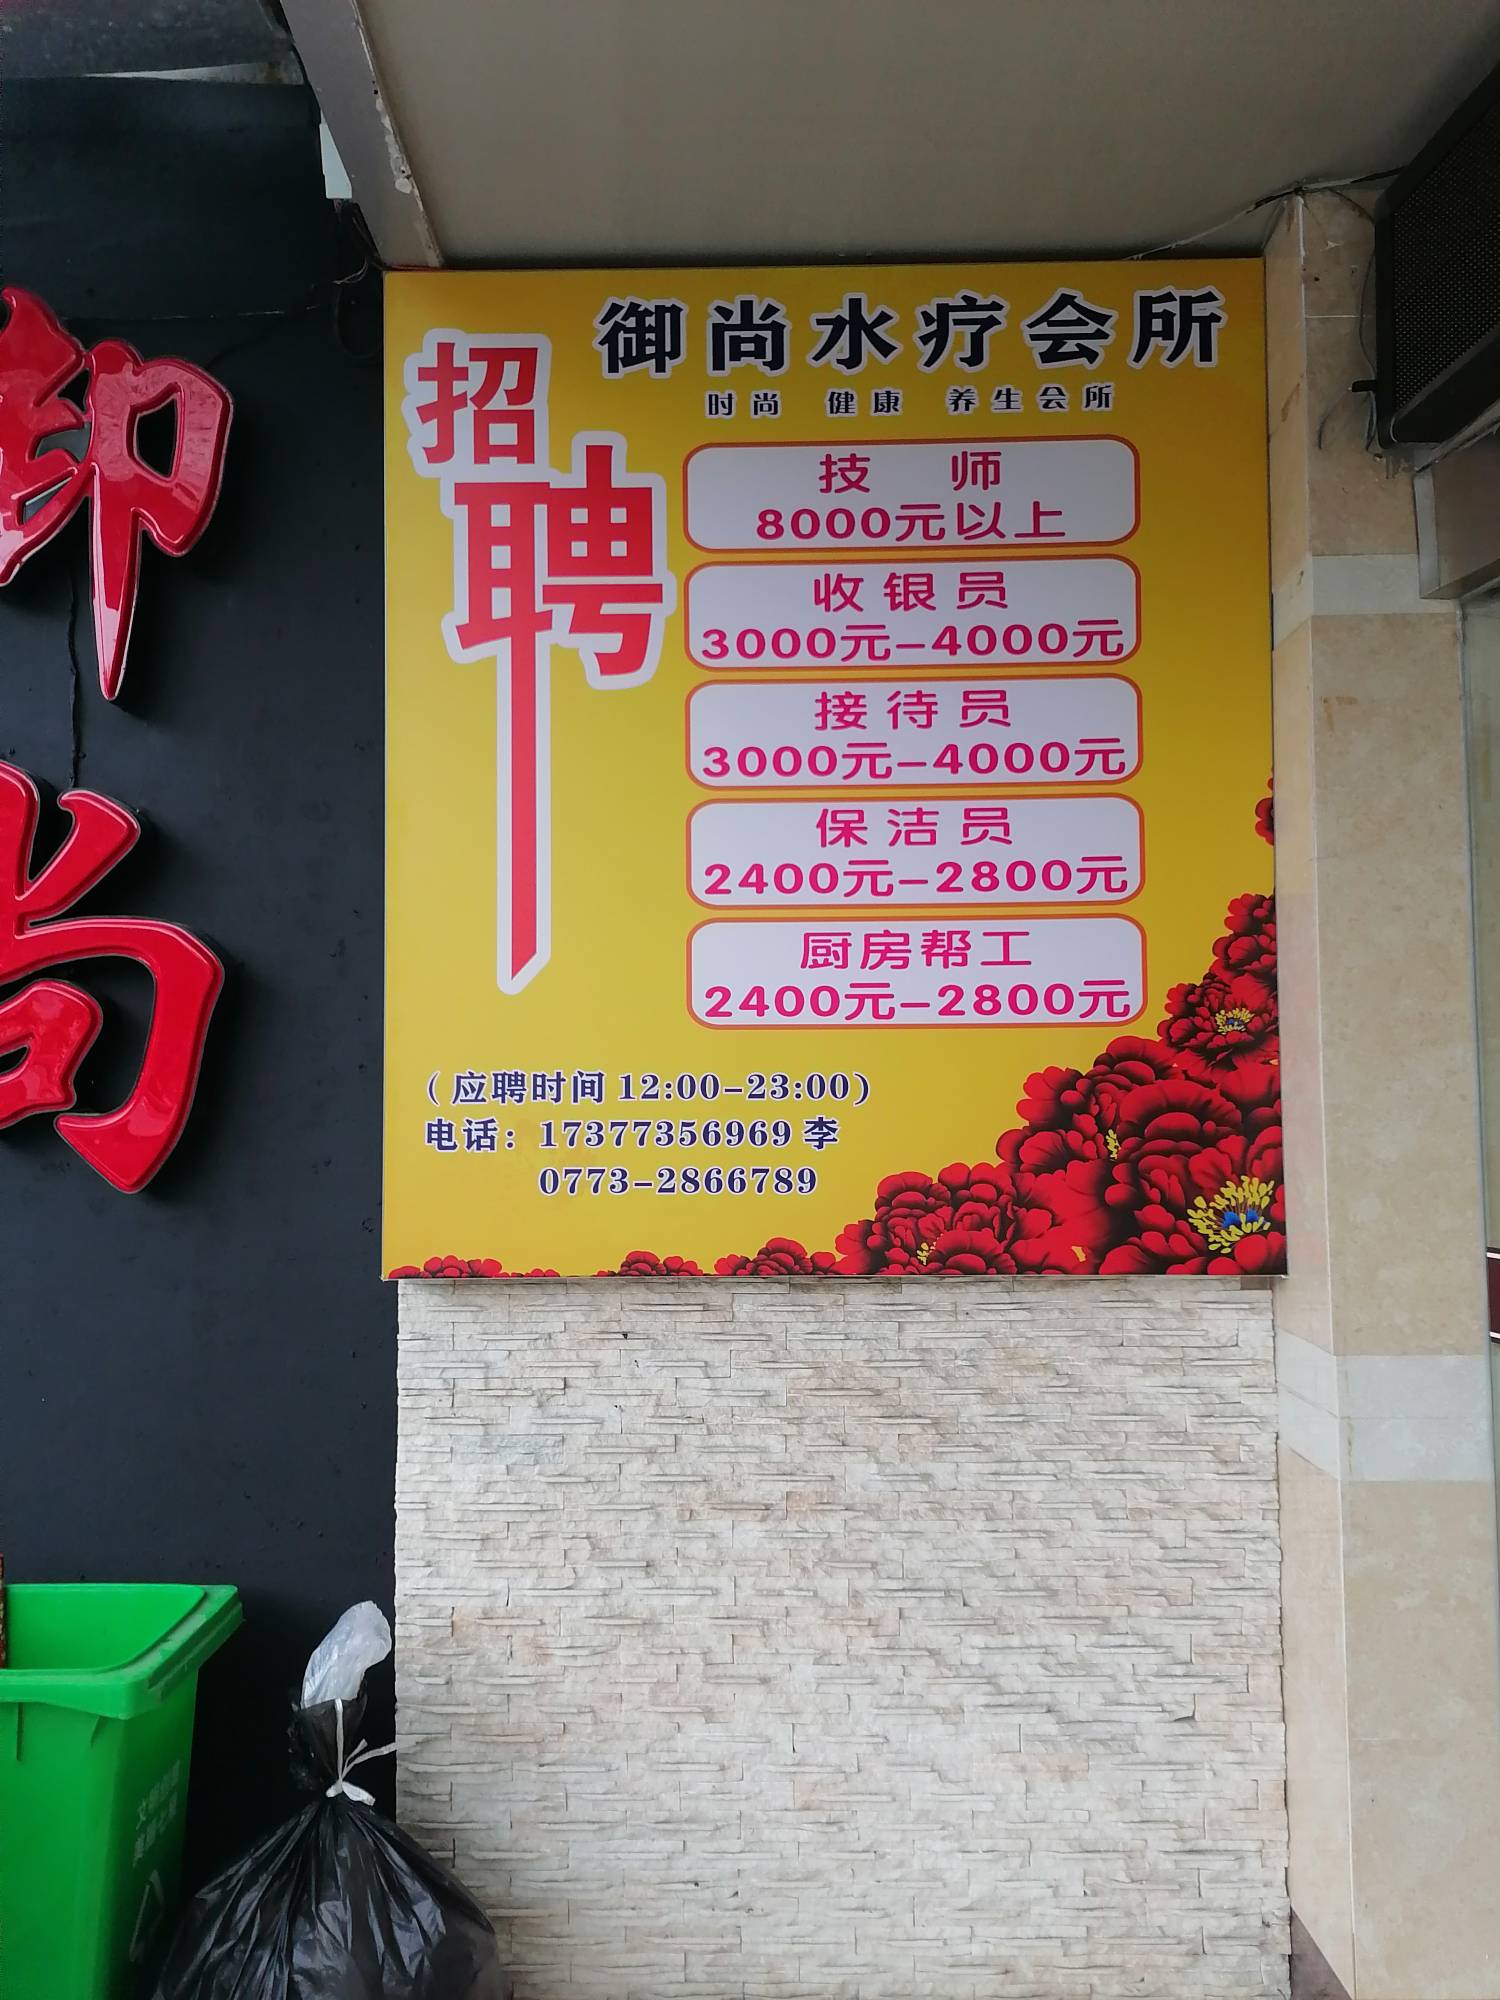 御尚水疗会所
时尚 健康 养生会所
招聘
技 师
8000元以上
收银员
3000元-4000元
接待员
3000元-4000元
保洁员
2400元-2800元
厨房帮工
2400元-2800元
(应聘时间 12:00-23:00)
电话: 17377356969 李
0773-2866789
御
尚